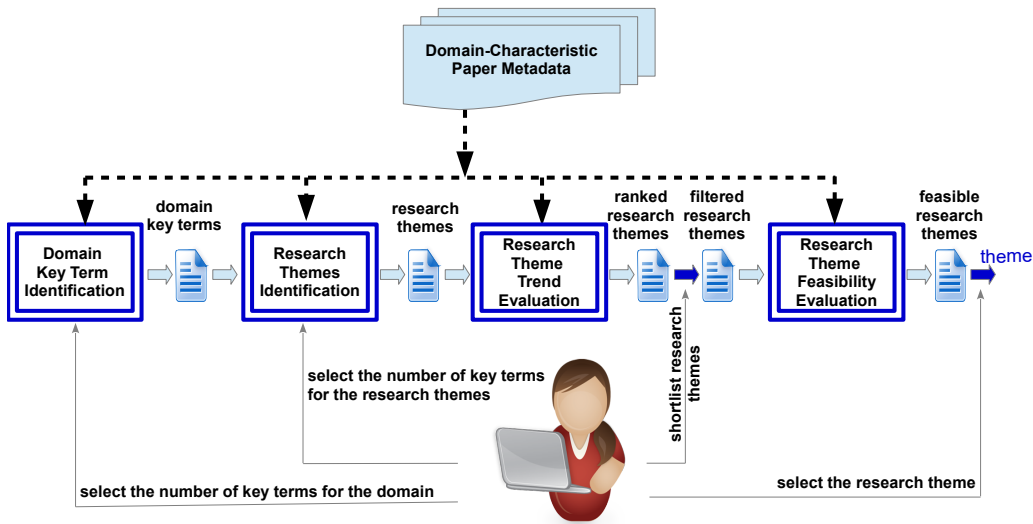 Domain-Characteristic
Paper Metadata
domain
key terms
research
themes
ranked
research
themes
filtered
research
themes
feasible
research
themes
theme
Domain
Key Term
Identification
Research
Themes
Identification
Research
Theme
Trend
Evaluation
Research
Theme
Feasibility
Evaluation
select the number of key terms
for the research themes
shortlist research
themes
select the number of key terms for the domain
select the research theme